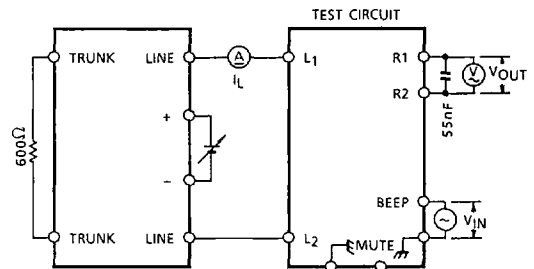 TEST CIRCUIT
TRUNK LINE A L1 R1 V VOUT
IL
R2
600Ω
+
55nF
−
BEEP
VIN
TRUNK LINE L2 MUTE